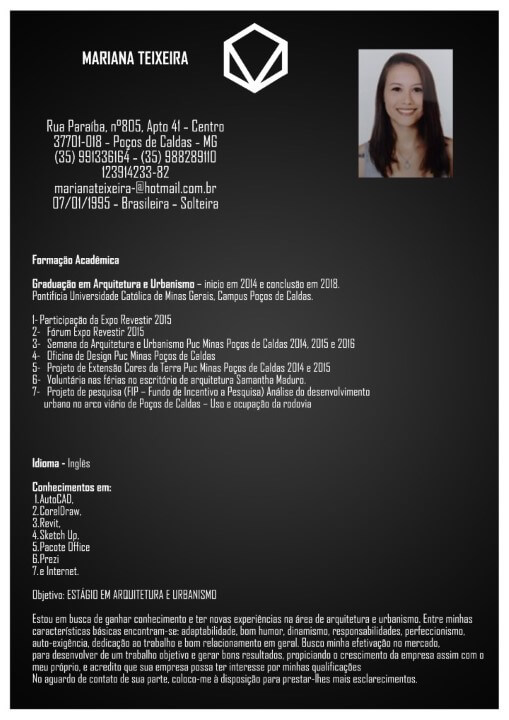 MARIANA TEIXEIRA
Rua Paraíba, nº805, Apto 41 - Centro
37701-018 - Poços de Caldas - MG
(35) 991336164 - (35) 988289110
123914233-82
marianateixeira-@hotmail.com.br
07/01/1995 - Brasileira - Solteira
Formação Acadêmica
Graduação em Arquitetura e Urbanismo – inicio em 2014 e conclusão em 2018.
Pontifícia Universidade Católica de Minas Gerais, Campus Poços de Caldas.
1- Participação da Expo Revestir 2015
2- Fórum Expo Revestir 2015
3- Semana da Arquitetura e Urbanismo Puc Minas Poços de Caldas 2014, 2015 e 2016
4- Oficina de Design Puc Minas Poços de Caldas
5- Projeto de Extensão Cores da Terra Puc Minas Poços de Caldas 2014 e 2015
6- Voluntária nas férias no escritório de arquitetura Samantha Maduro.
7- Projeto de pesquisa (FIP – Fundo de Incentivo a Pesquisa) Análise do desenvolvimento
urbano no arco viário de Poços de Caldas – Uso e ocupação da rodovia
Idioma - Inglês
Conhecimentos em:
1.AutoCAD,
2.CorelDraw,
3.Revit,
4.Sketch Up,
5.Pacote Office
6.Prezi
7.e Internet.
Objetivo: ESTÁGIO EM ARQUITETURA E URBANISMO
Estou em busca de ganhar conhecimento e ter novas experiências na área de arquitetura e urbanismo. Entre minhas
características básicas encontram-se: adaptabilidade, bom humor, dinamismo, responsabilidades, perfeccionismo,
auto-exigência, dedicação ao trabalho e bom relacionamento em geral. Busco minha efetivação no mercado,
para desenvolver de um trabalho objetivo e gerar bons resultados, propiciando o crescimento da empresa assim com o
meu próprio, e acredito que sua empresa possa ter interesse por minhas qualificações
No aguardo de contato de sua parte, coloco-me à disposição para prestar-lhes mais esclarecimentos.